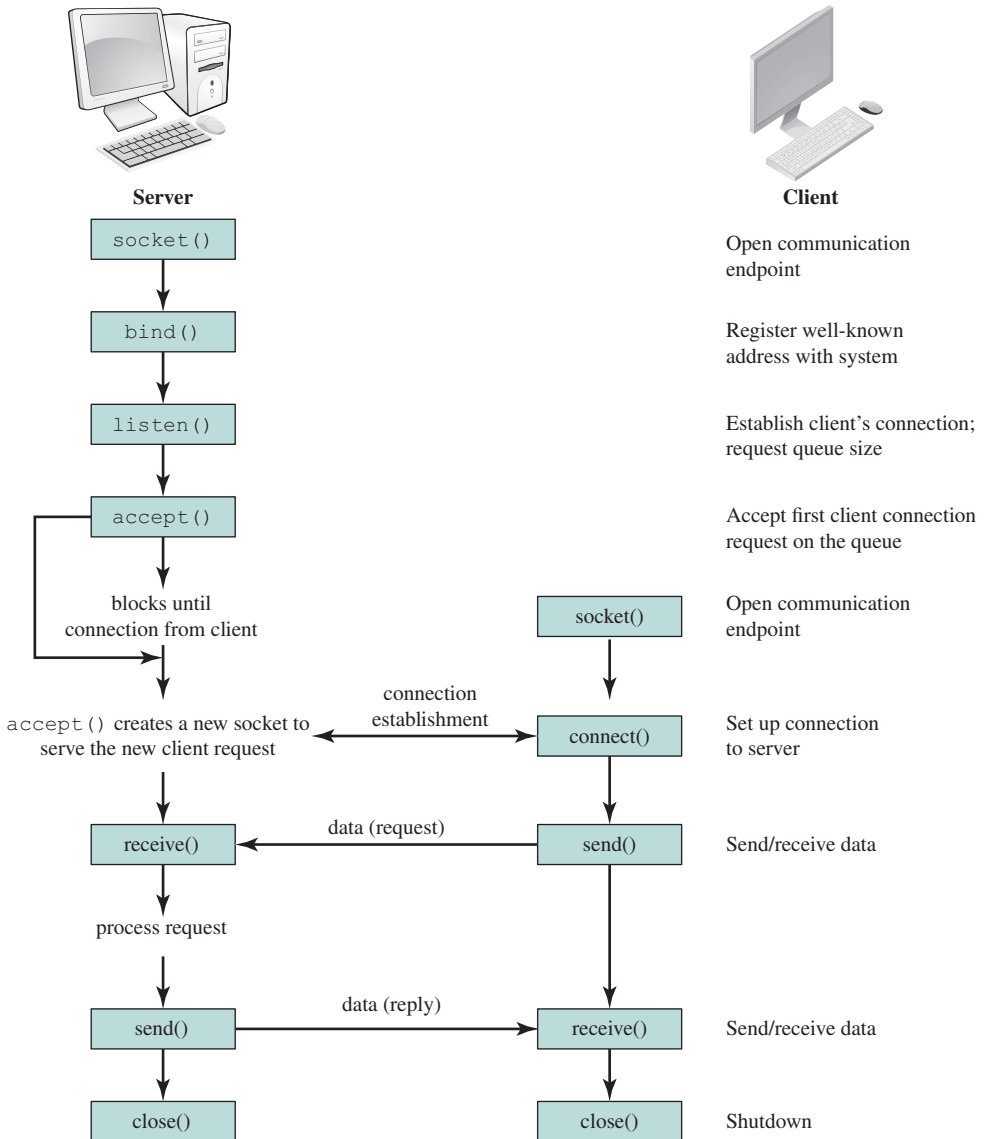 Server
Client
socket()
Open communication
endpoint
bind()
Register well-known
address with system
listen()
Establish client's connection;
request queue size
accept()
Accept first client connection
request on the queue
blocks until
connection from client
socket()
Open communication
endpoint
accept() creates a new socket to
serve the new client request
connection
establishment
connect()
Set up connection
to server
receive()
data (request)
send()
Send/receive data
process request
send()
data (reply)
receive()
Send/receive data
close()
close()
Shutdown